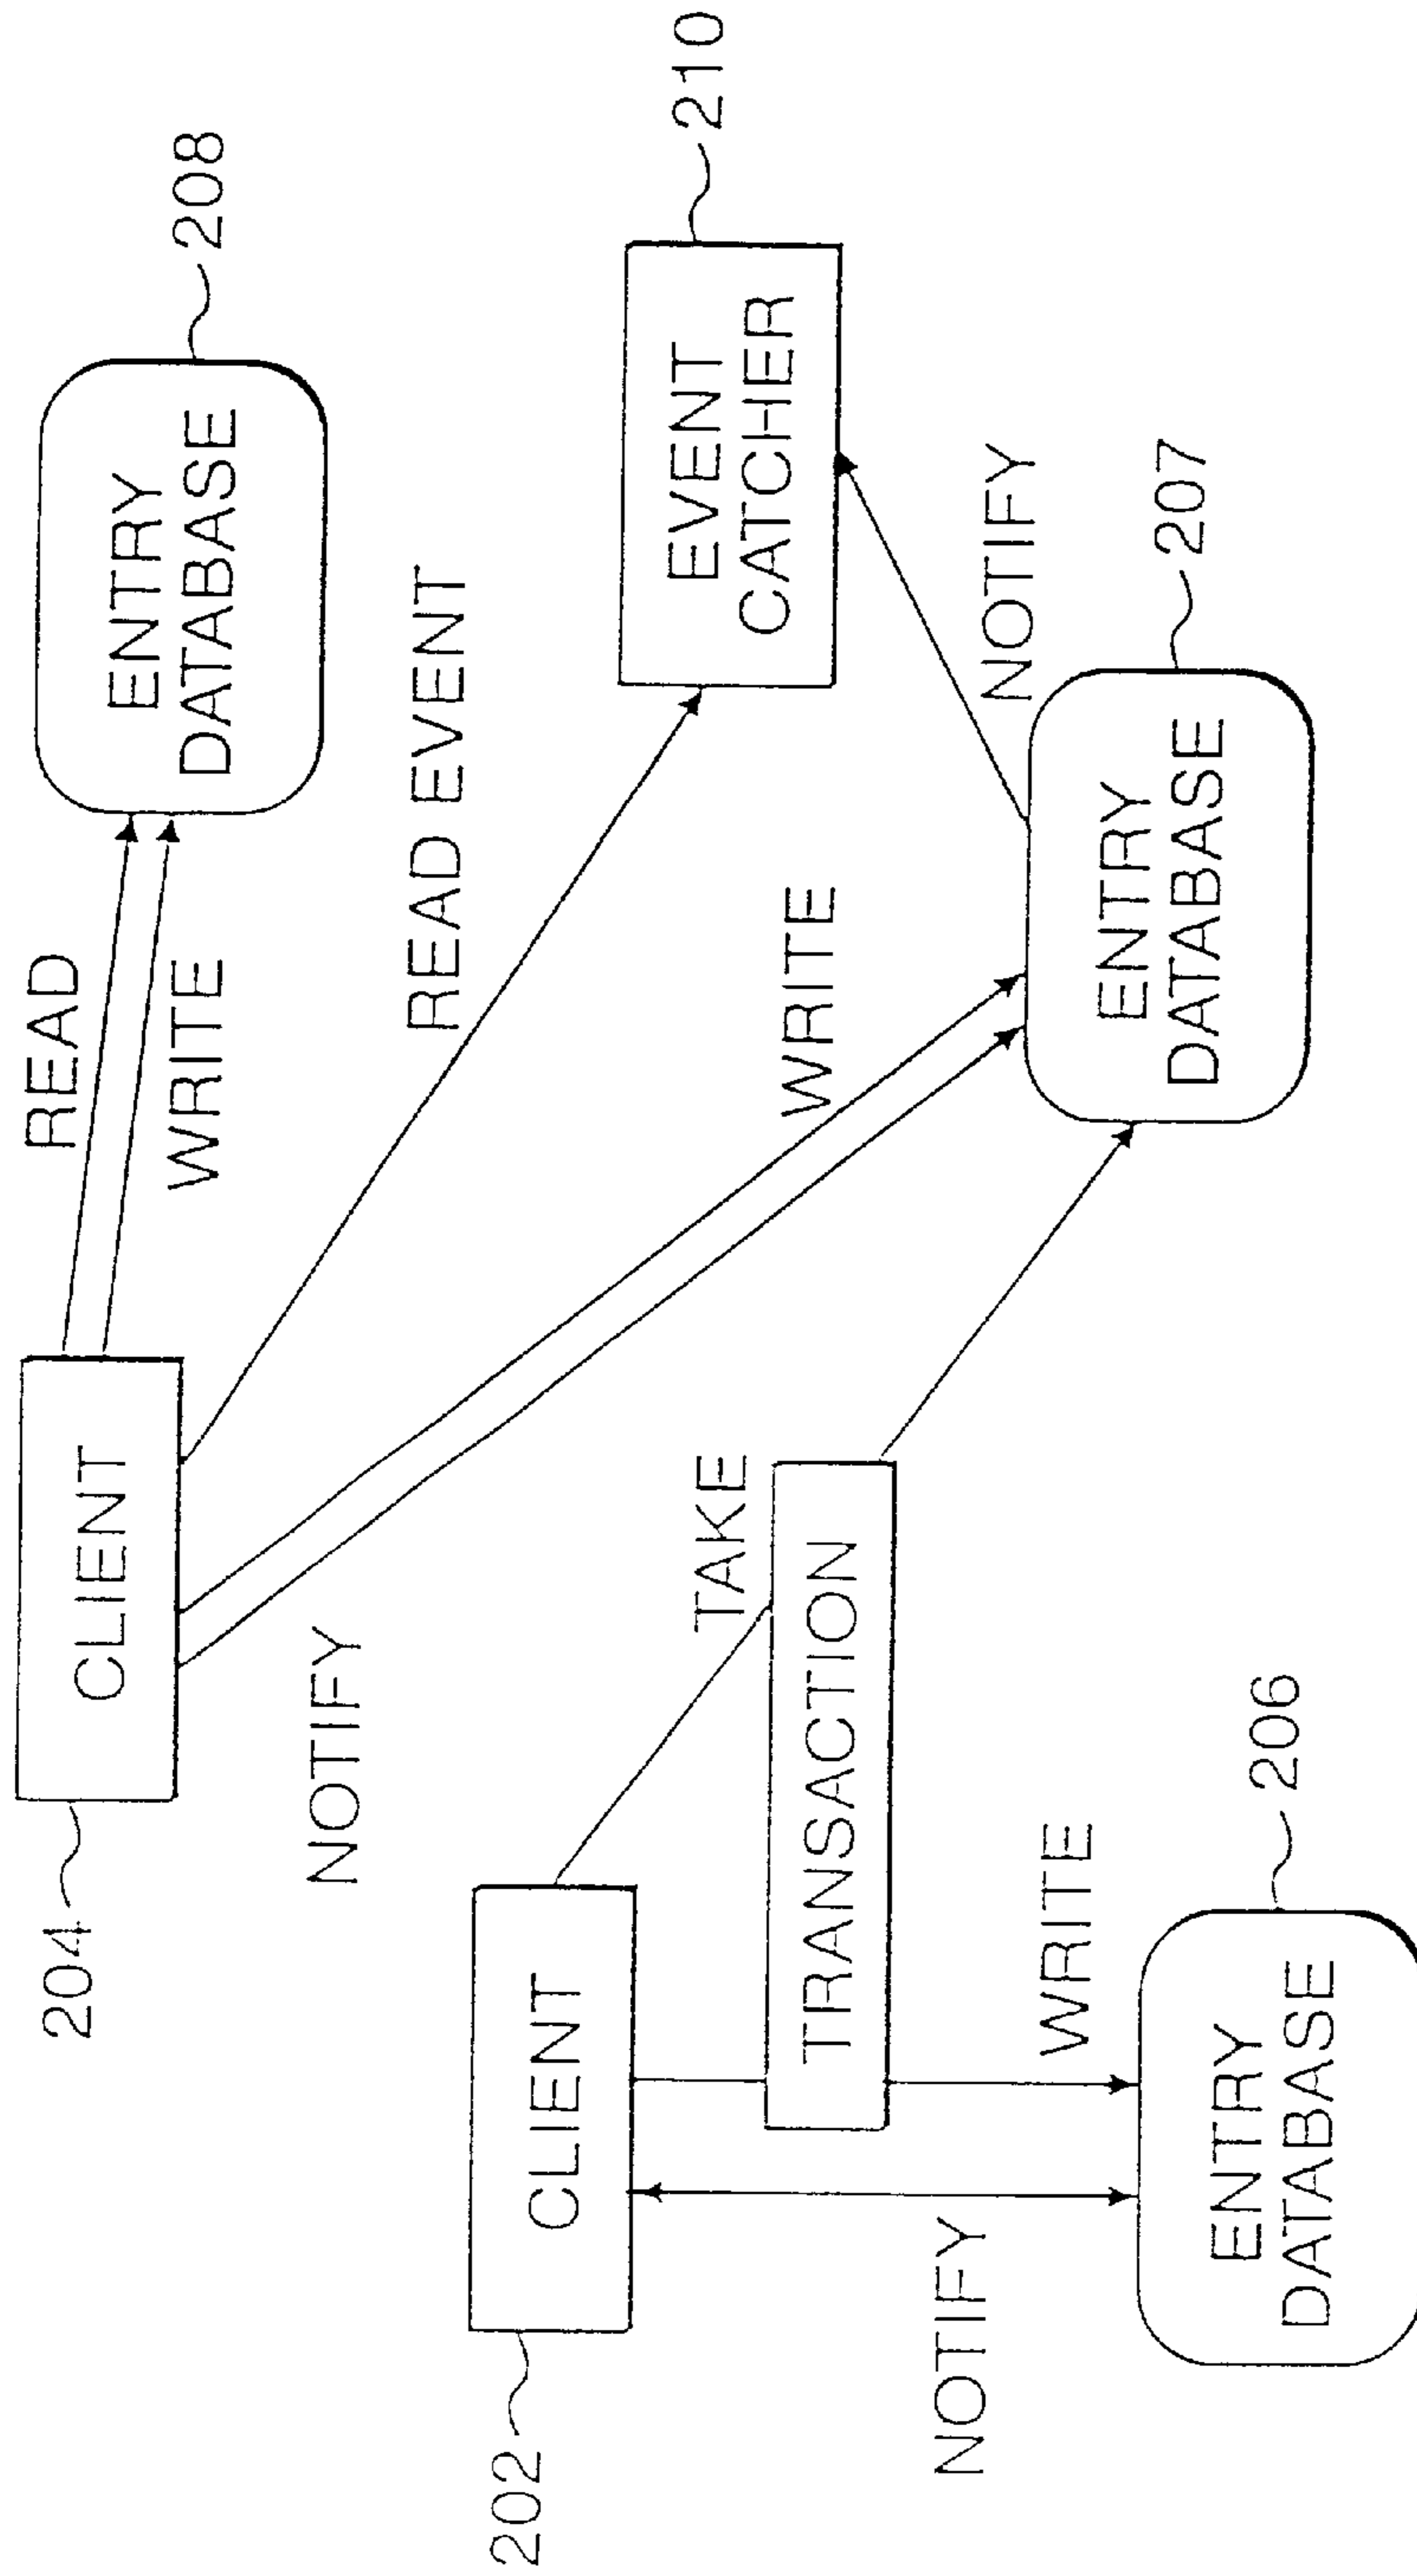 204
CLIENT
READ
WRITE
ENTRY
DATABASE
208
NOTIFY
READ EVENT
WRITE
EVENT
CATCHER
210
202
CLIENT
TAKE
TRANSACTION
NOTIFY
ENTRY
DATABASE
207
NOTIFY
WRITE
ENTRY
DATABASE
206